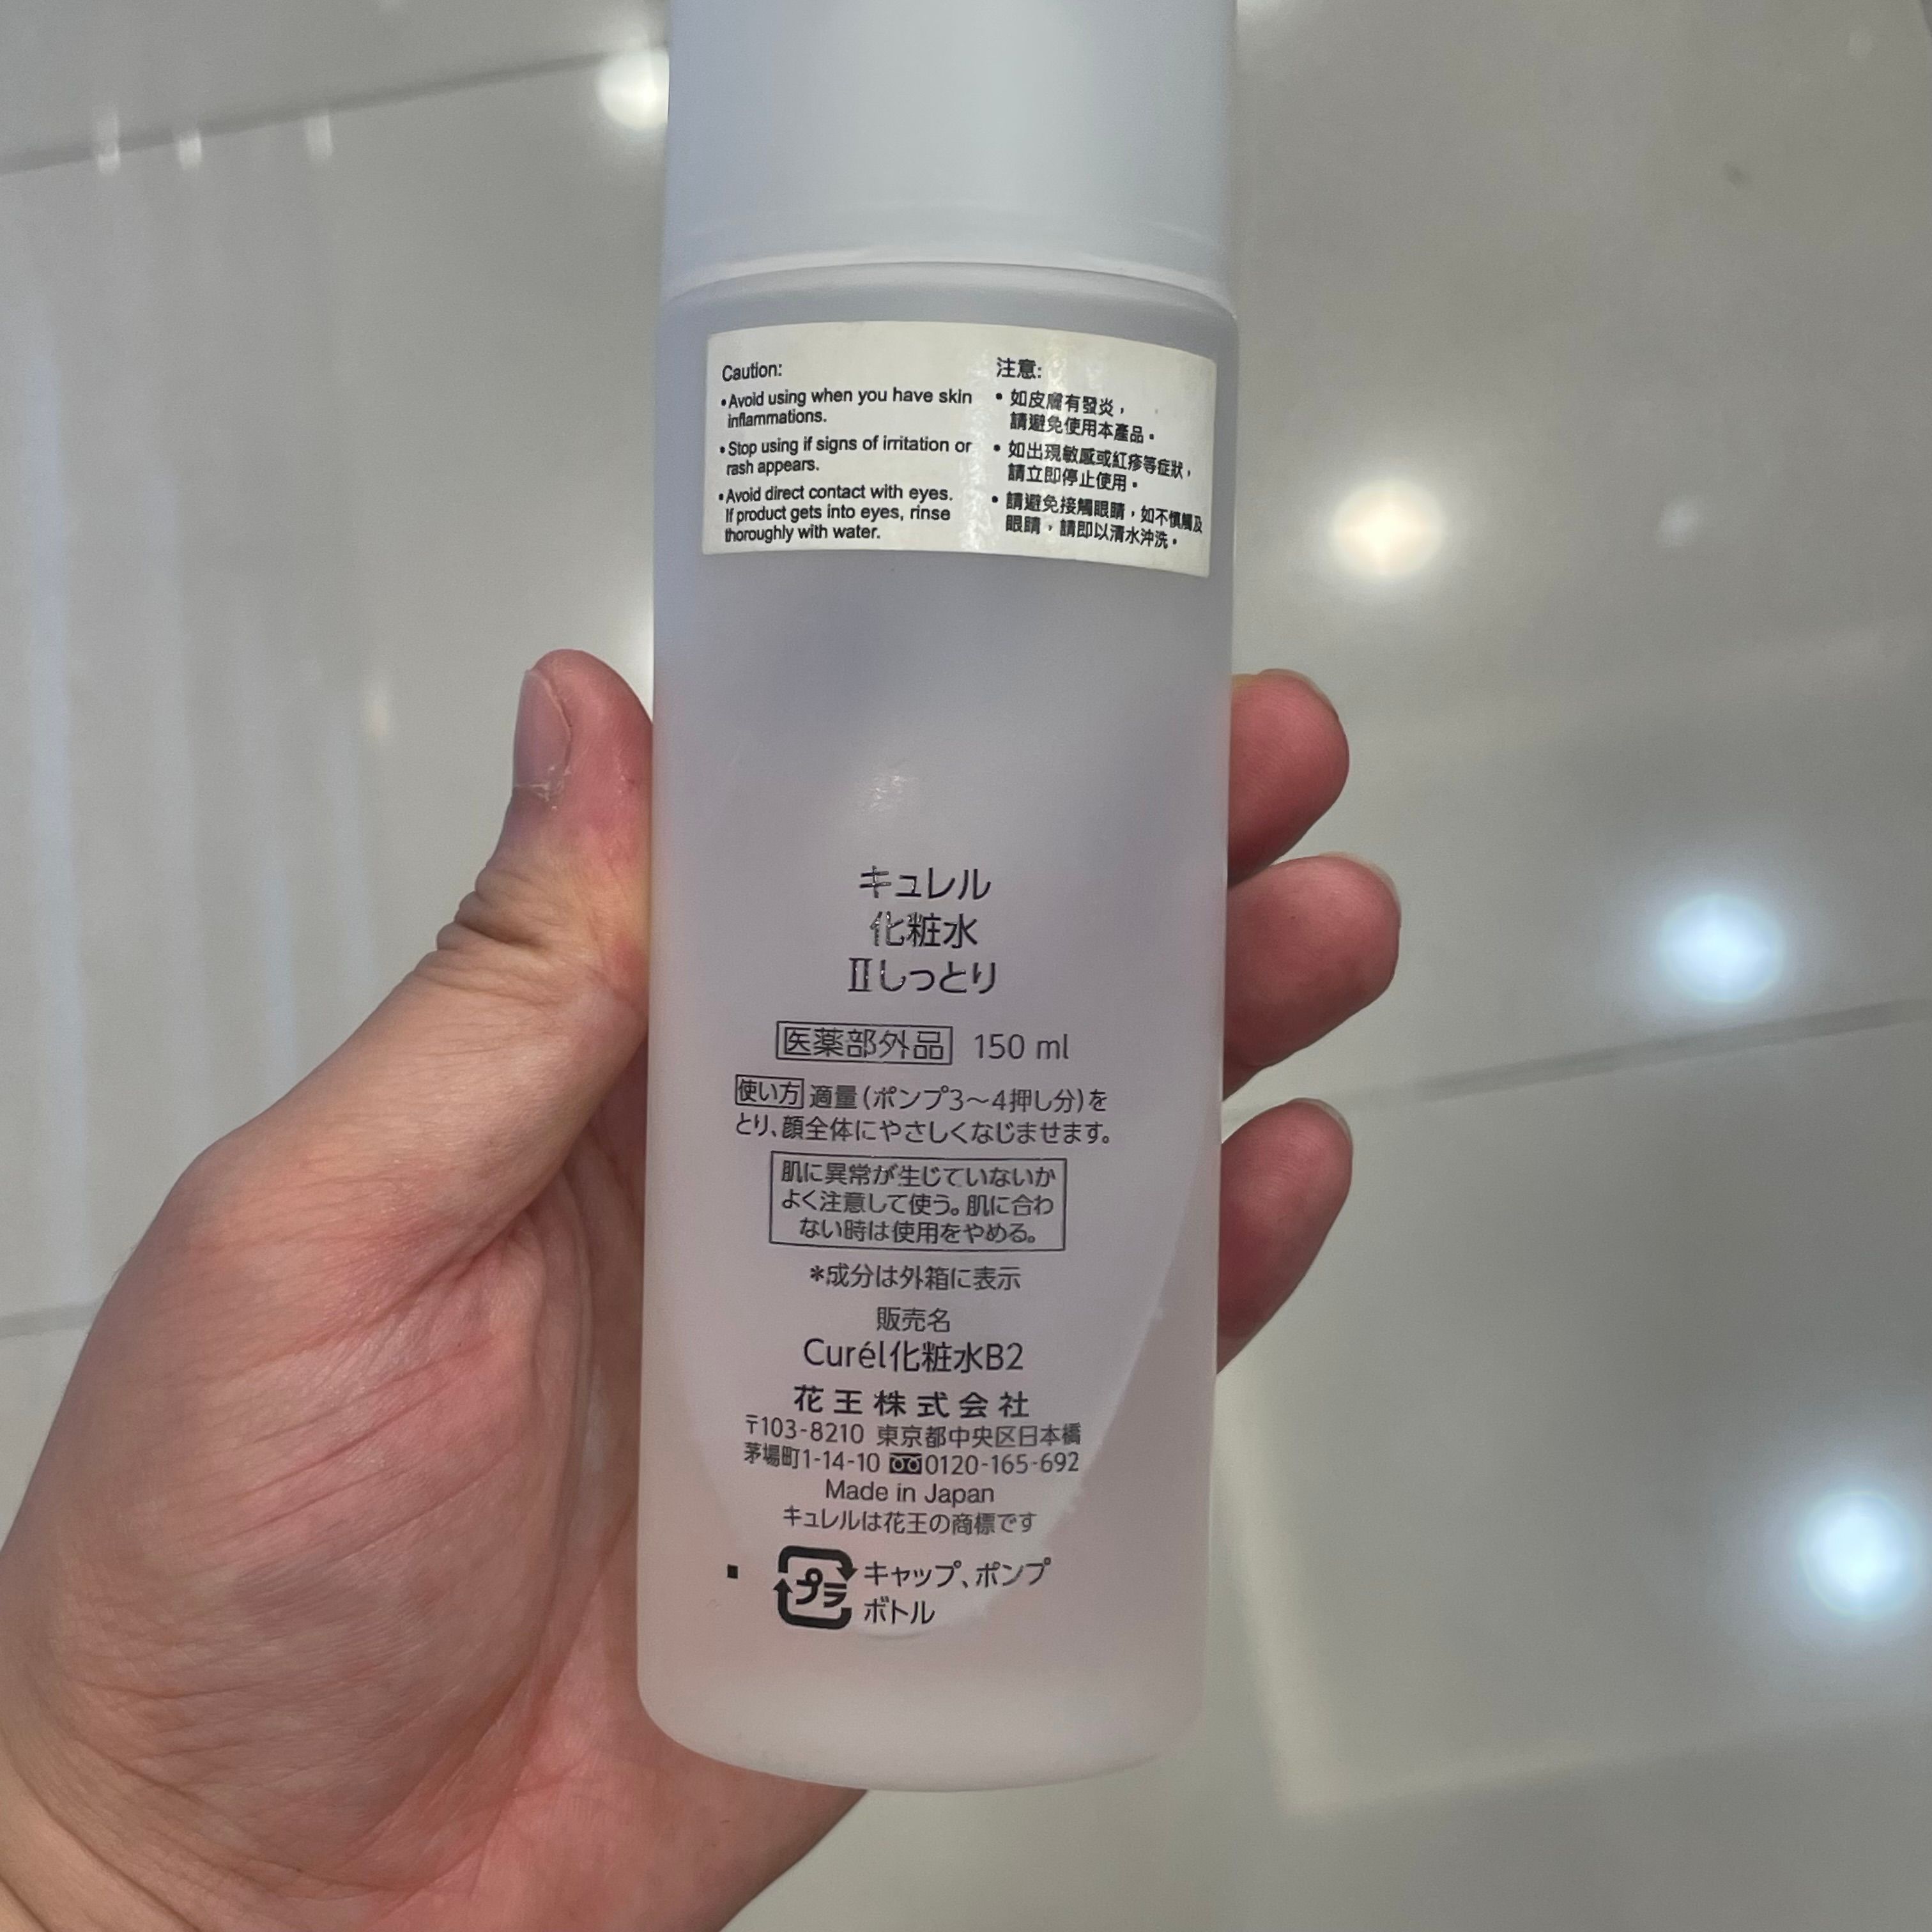 Caution:
•Avoid using when you have skin
inflammations.
•Stop using if signs of irritation or
rash appears.
•Avoid direct contact with eyes.
If product gets into eyes, rinse
thoroughly with water.
注意:
•如皮膚有發炎，
請避免使用本產品。
•如出現敏感或紅疹等症狀，
請立即停止使用。
•請避免接觸眼睛，如不慎觸及
眼睛，請即以清水沖洗。
キュレル
化粧水
Ⅱしっとり
医薬部外品 150 ml
使い方 適量(ポンプ3〜4押し分)を
とり、顔全体にやさしくなじませます。
肌に異常が生じていないか
よく注意して使う。肌に合わ
ない時は使用をやめる。
*成分は外箱に表示
販売名
Curél化粧水B2
花王株式会社
〒103-8210 東京都中央区日本橋
茅場町1-14-10 0120-165-692
Made in Japan
キュレルは花王の商標です
プラ キャップ、ポンプ
ボトル